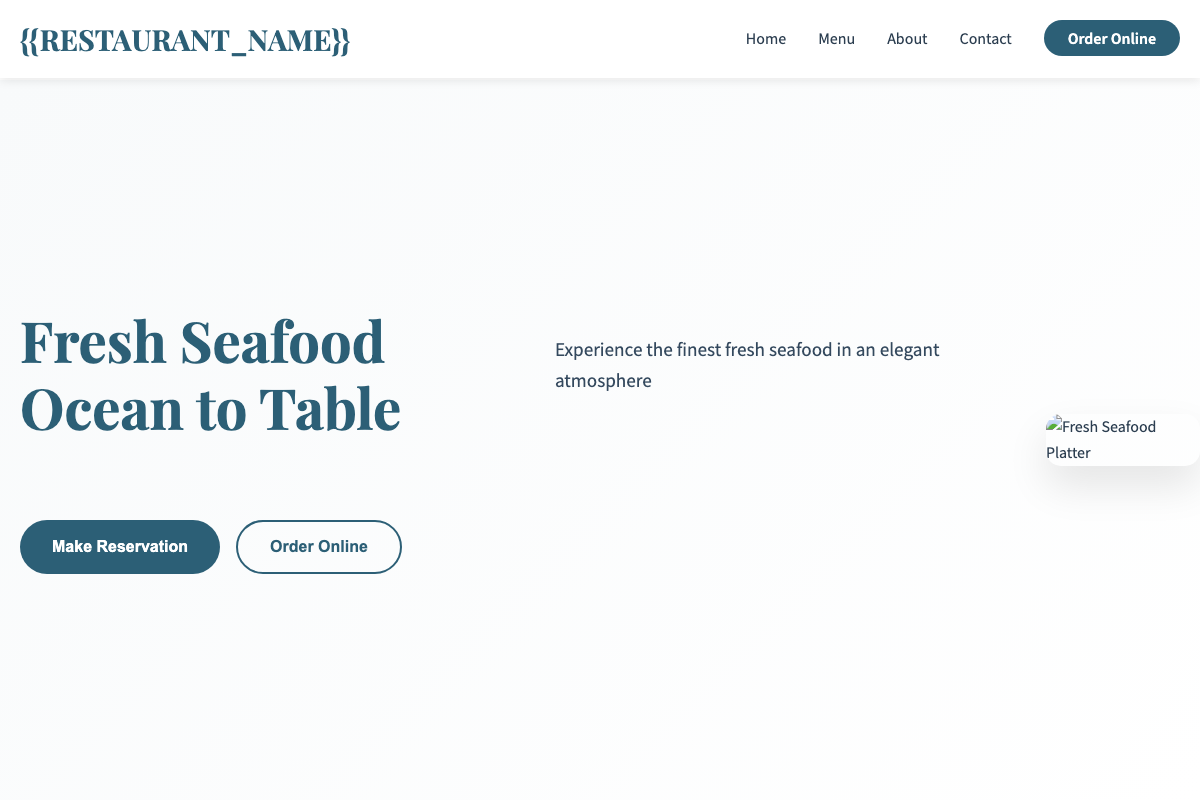 {{RESTAURANT_NAME}}
Home
Menu
About
Contact
Order Online
Fresh Seafood
Ocean to Table
Experience the finest fresh seafood in an elegant
atmosphere
Fresh Seafood
Platter
Make Reservation
Order Online